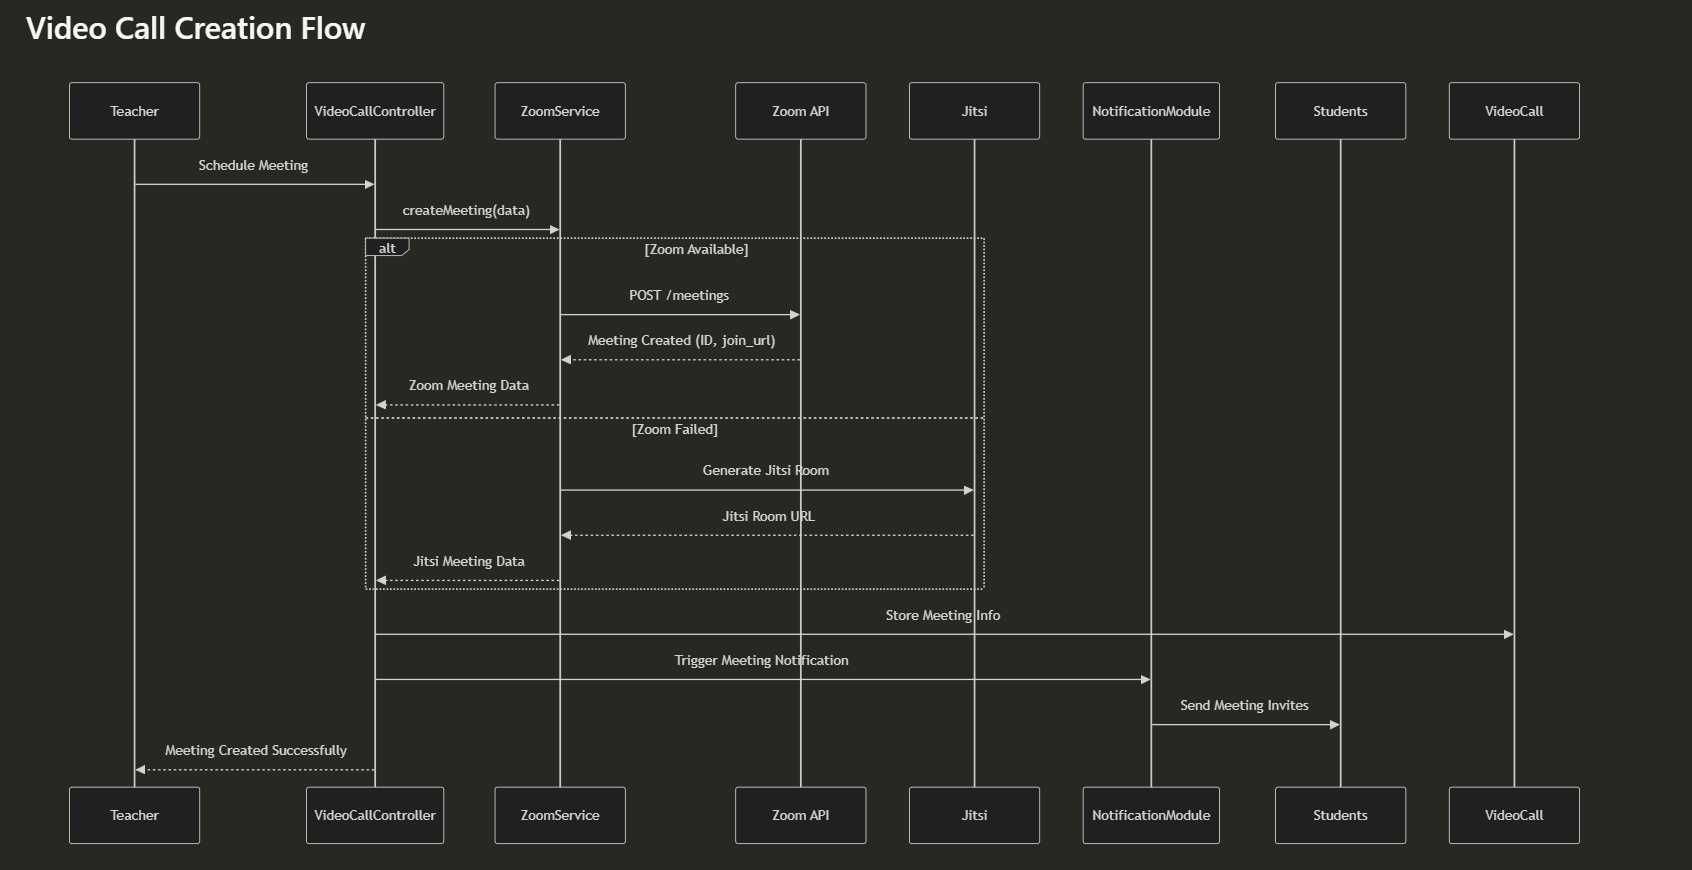 Video Call Creation Flow
Teacher
VideoCallController
ZoomService
Zoom API
Jitsi
NotificationModule
Students
VideoCall
Schedule Meeting
createMeeting(data)
alt
[Zoom Available]
POST /meetings
Meeting Created (ID, join_url)
Zoom Meeting Data
[Zoom Failed]
Generate Jitsi Room
Jitsi Room URL
Jitsi Meeting Data
Store Meeting Info
Trigger Meeting Notification
Send Meeting Invites
Meeting Created Successfully
Teacher
VideoCallController
ZoomService
Zoom API
Jitsi
NotificationModule
Students
VideoCall